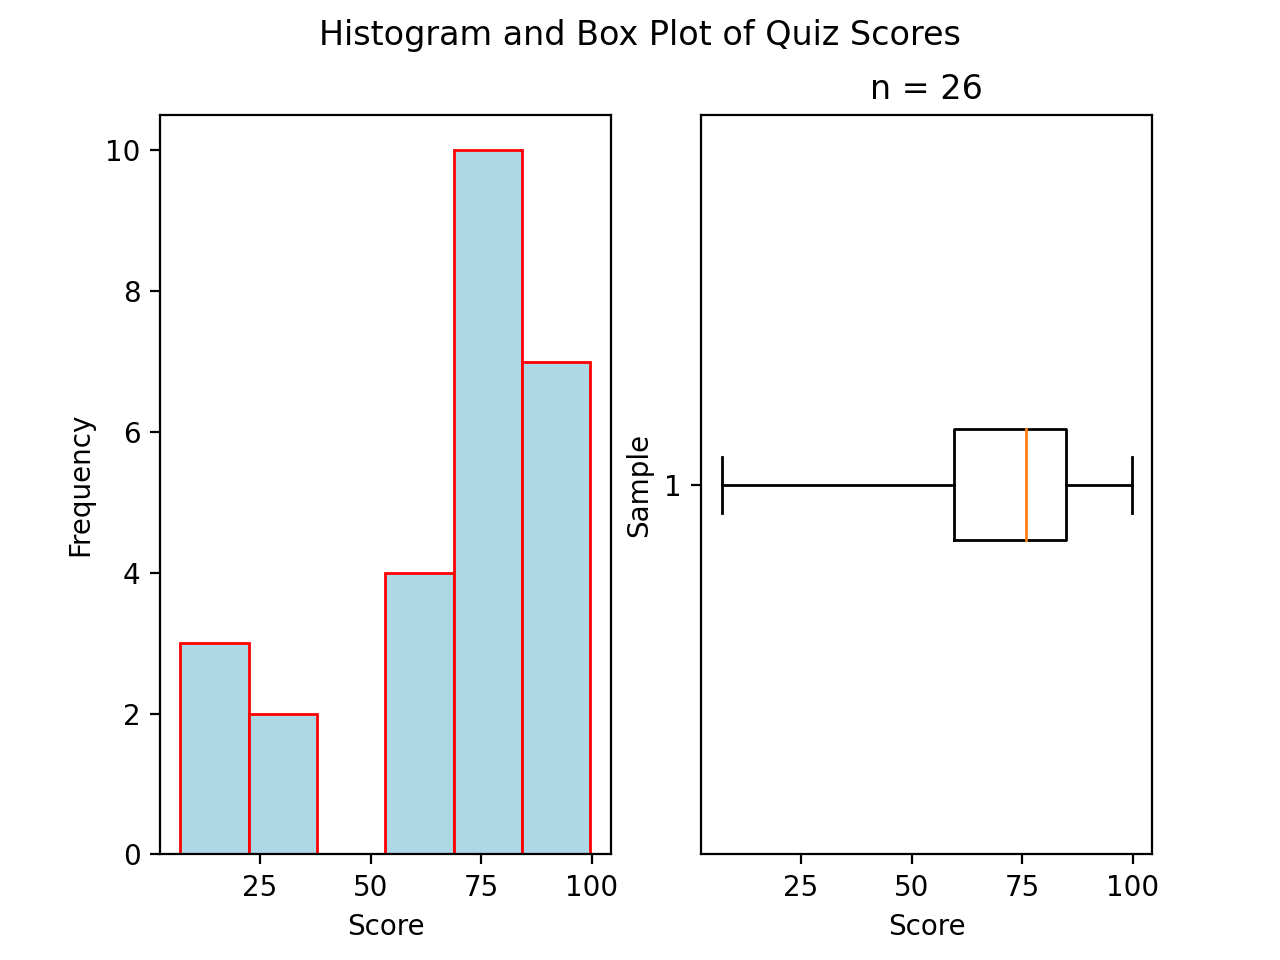 Histogram and Box Plot of Quiz Scores
10
8
6
4
2
0
Frequency
25 50 75 100
Score
n = 26
Sample
1
25 50 75 100
Score